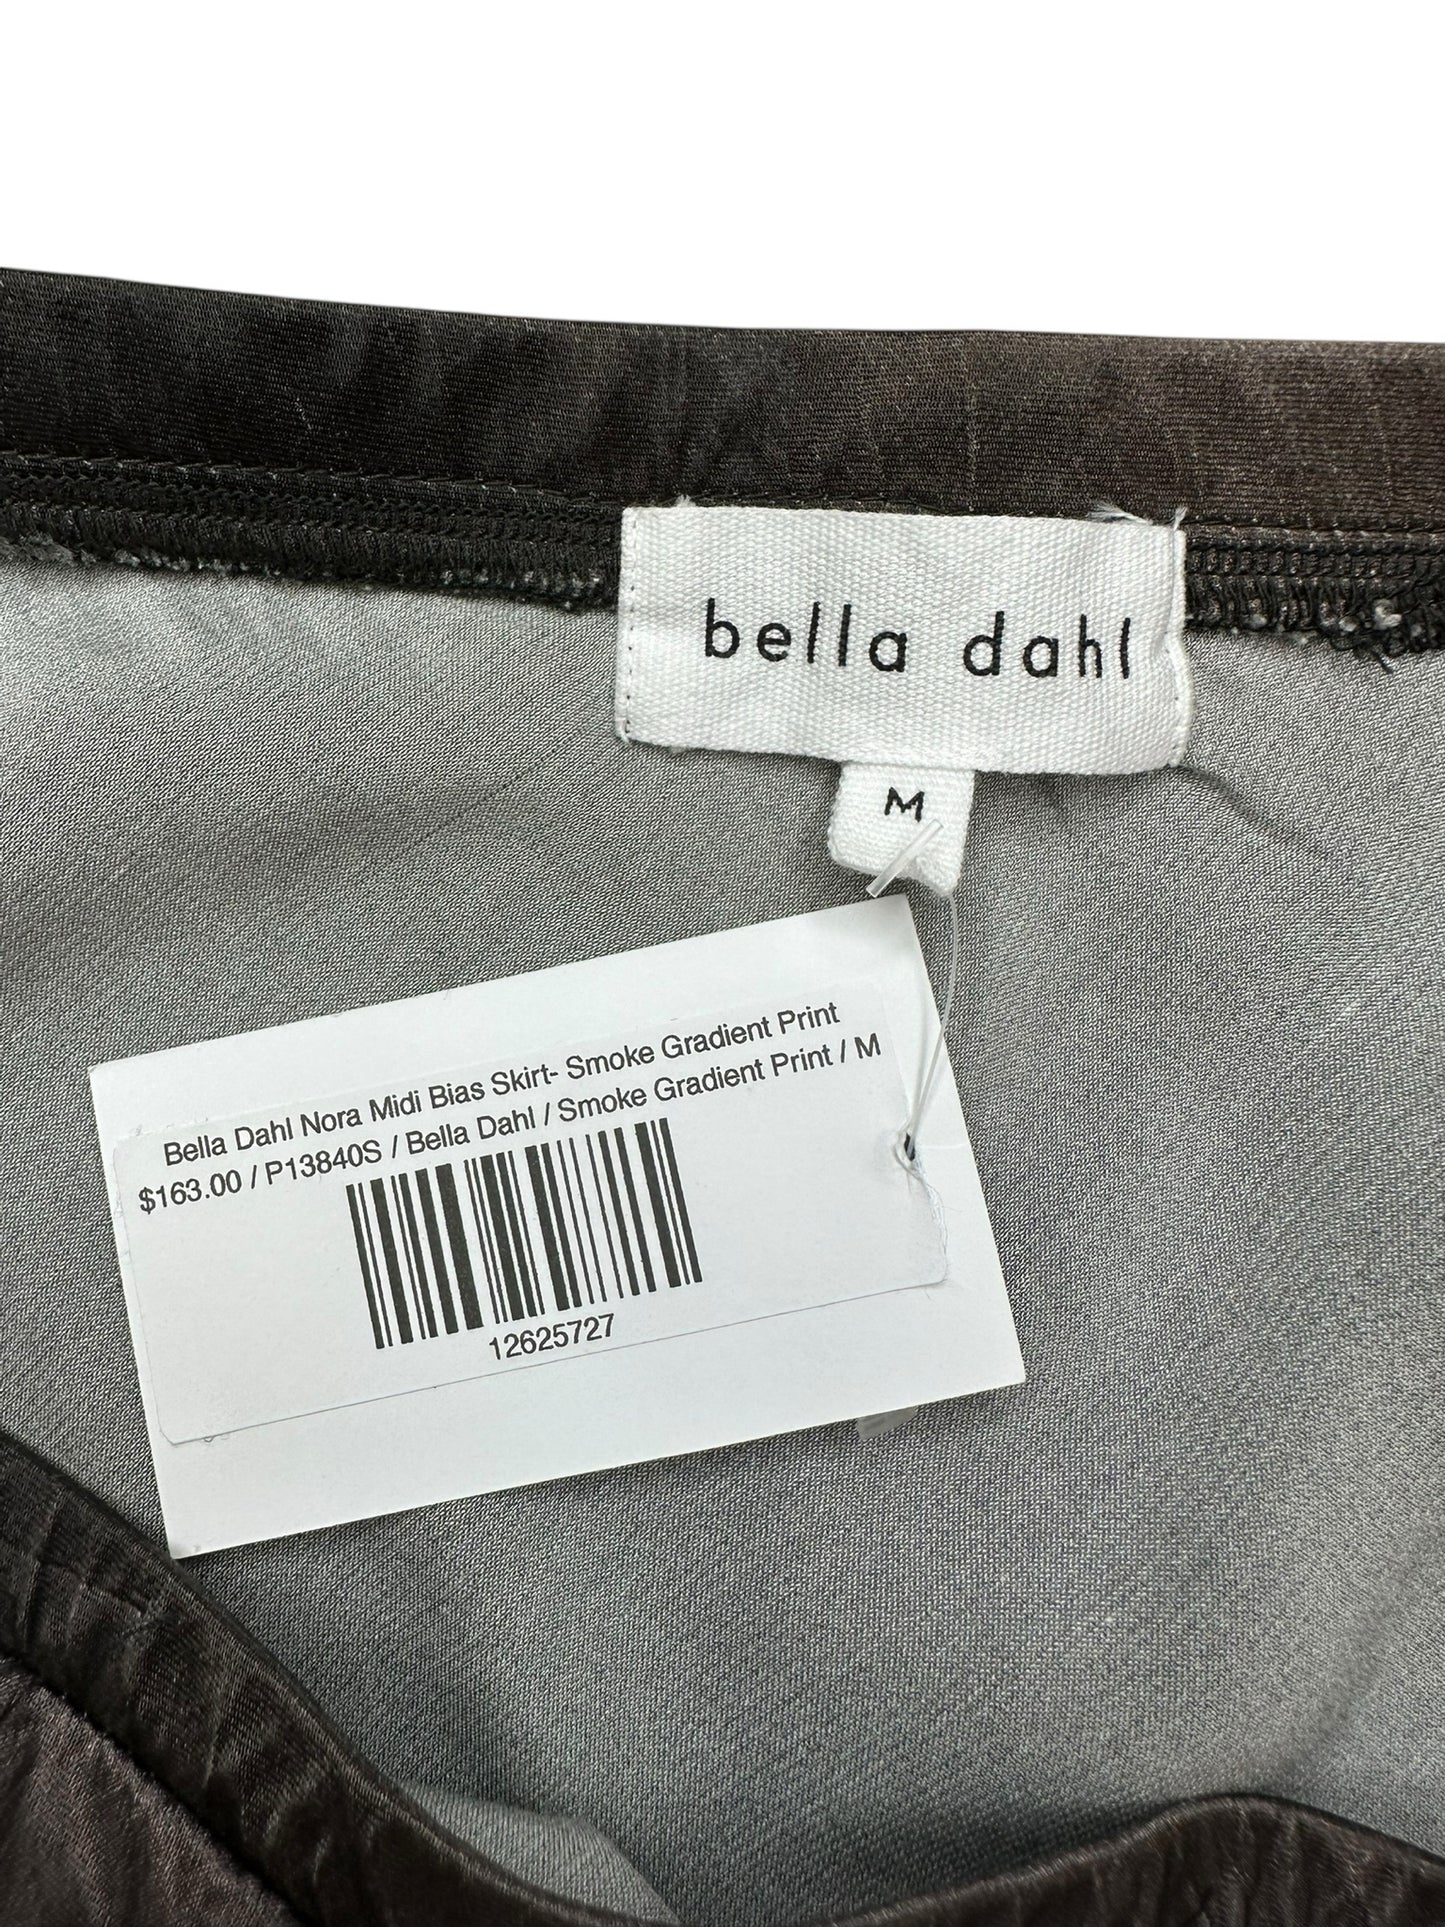 bella dahl
M
Bella Dahl Nora Midi Bias Skirt- Smoke Gradient Print
$163.00 / P13840S / Bella Dahl / Smoke Gradient Print / M
12625727